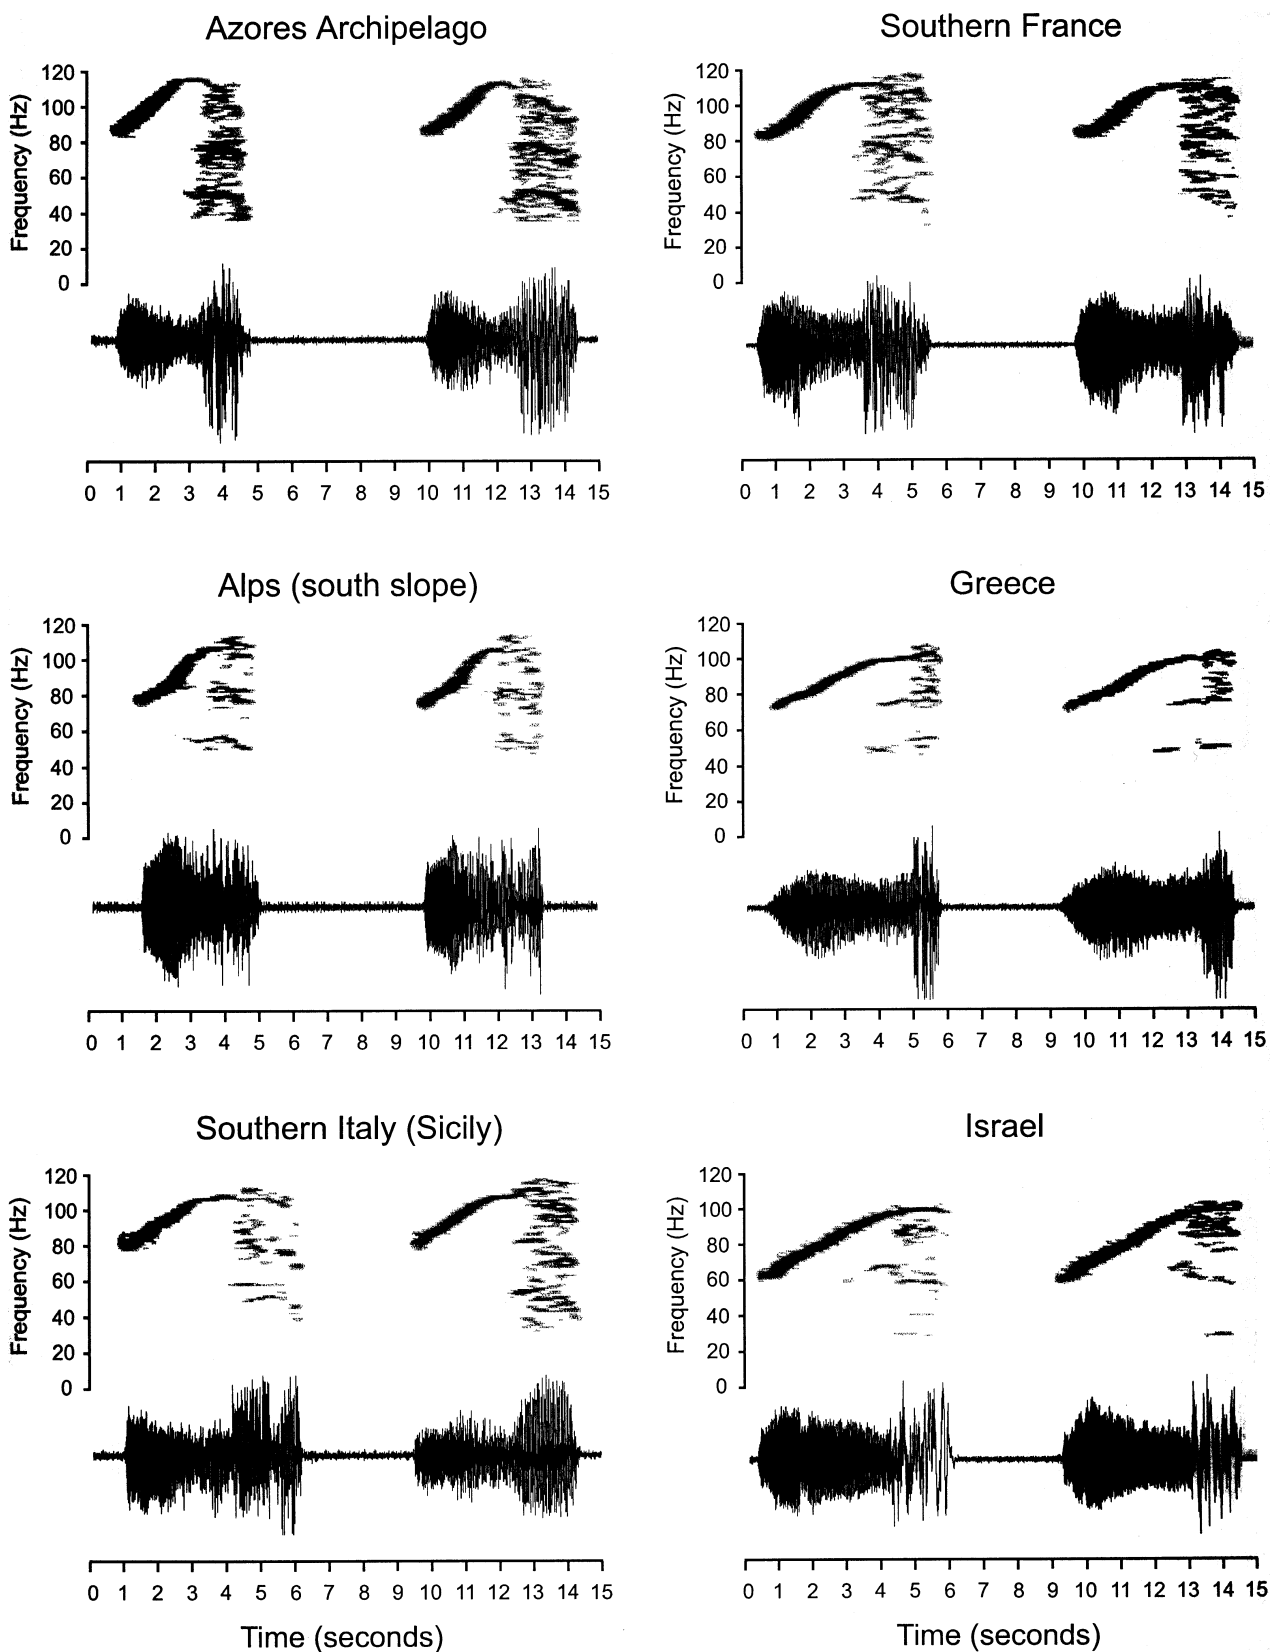 Azores Archipelago
Frequency (Hz)
120
100
80
60
40
20
0
0 1 2 3 4 5 6 7 8 9 10 11 12 13 14 15
Southern France
Frequency (Hz)
120
100
80
60
40
20
0
0 1 2 3 4 5 6 7 8 9 10 11 12 13 14 15
Alps (south slope)
Frequency (Hz)
120
100
80
60
40
20
0
0 1 2 3 4 5 6 7 8 9 10 11 12 13 14 15
Greece
Frequency (Hz)
120
100
80
60
40
20
0
0 1 2 3 4 5 6 7 8 9 10 11 12 13 14 15
Southern Italy (Sicily)
Frequency (Hz)
120
100
80
60
40
20
0
0 1 2 3 4 5 6 7 8 9 10 11 12 13 14 15
Time (seconds)
Israel
Frequency (Hz)
120
100
80
60
40
20
0
0 1 2 3 4 5 6 7 8 9 10 11 12 13 14 15
Time (seconds)